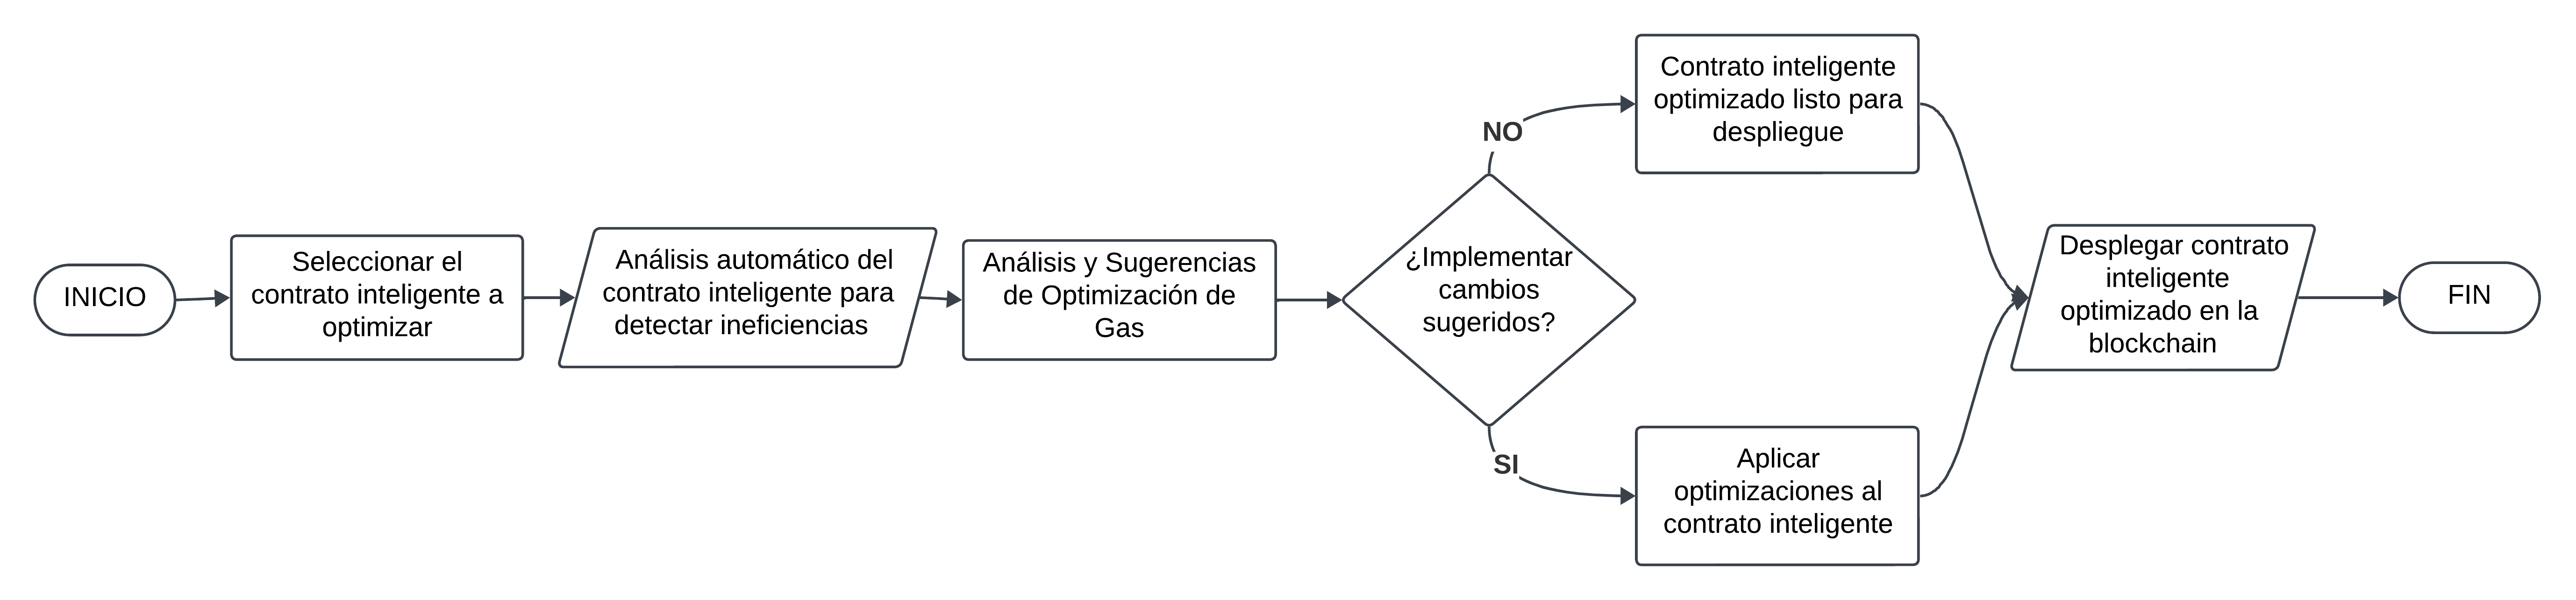 INICIO
Seleccionar el
contrato inteligente a
optimizar
Análisis automático del
contrato inteligente para
detectar ineficiencias
Análisis y Sugerencias
de Optimización de
Gas
¿Implementar
cambios
sugeridos?
NO
Contrato inteligente
optimizado listo para
despliegue
SI
Aplicar
optimizaciones al
contrato inteligente
Desplegar contrato
inteligente
optimizado en la
blockchain
FIN